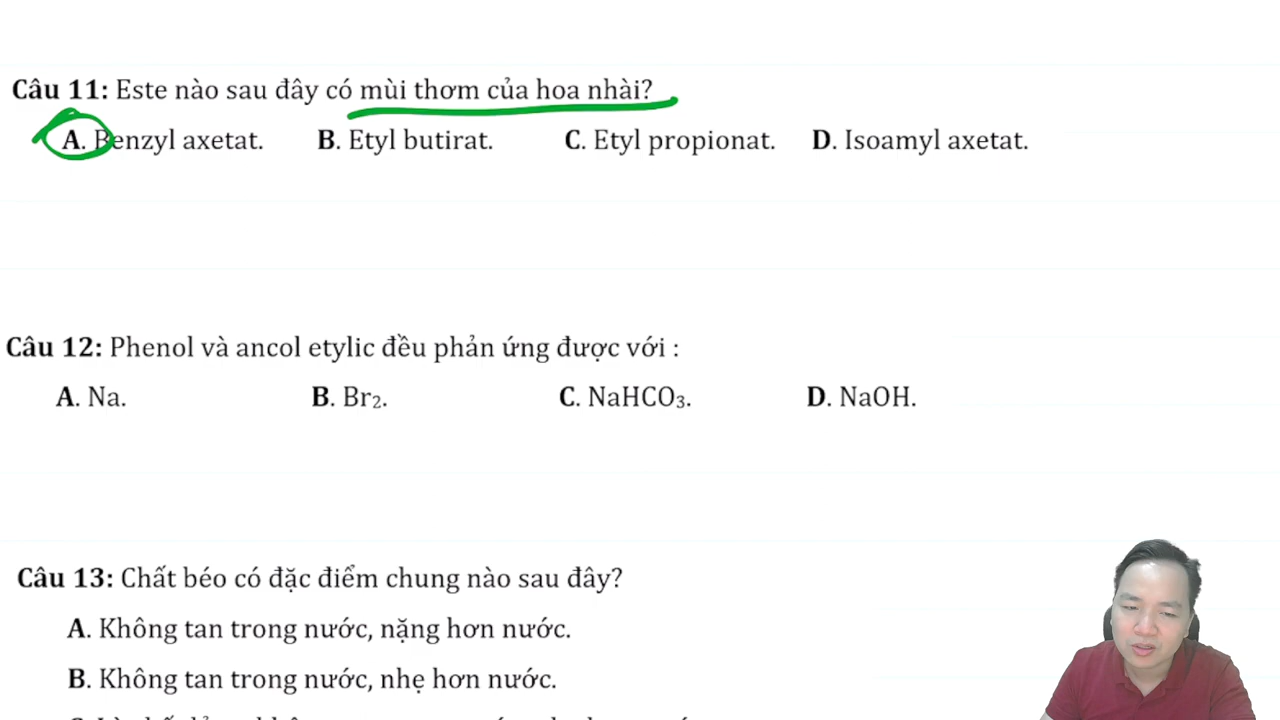 Câu 11: Este nào sau đây có mùi thơm của hoa nhài?
A. Benzyl axetat. B. Etyl butirat. C. Etyl propionat. D. Isoamyl axetat.
Câu 12: Phenol và ancol etylic đều phản ứng được với :
A. Na. B. Br₂. C. NaHCO₃. D. NaOH.
Câu 13: Chất béo có đặc điểm chung nào sau đây?
A. Không tan trong nước, nặng hơn nước.
B. Không tan trong nước, nhẹ hơn nước.